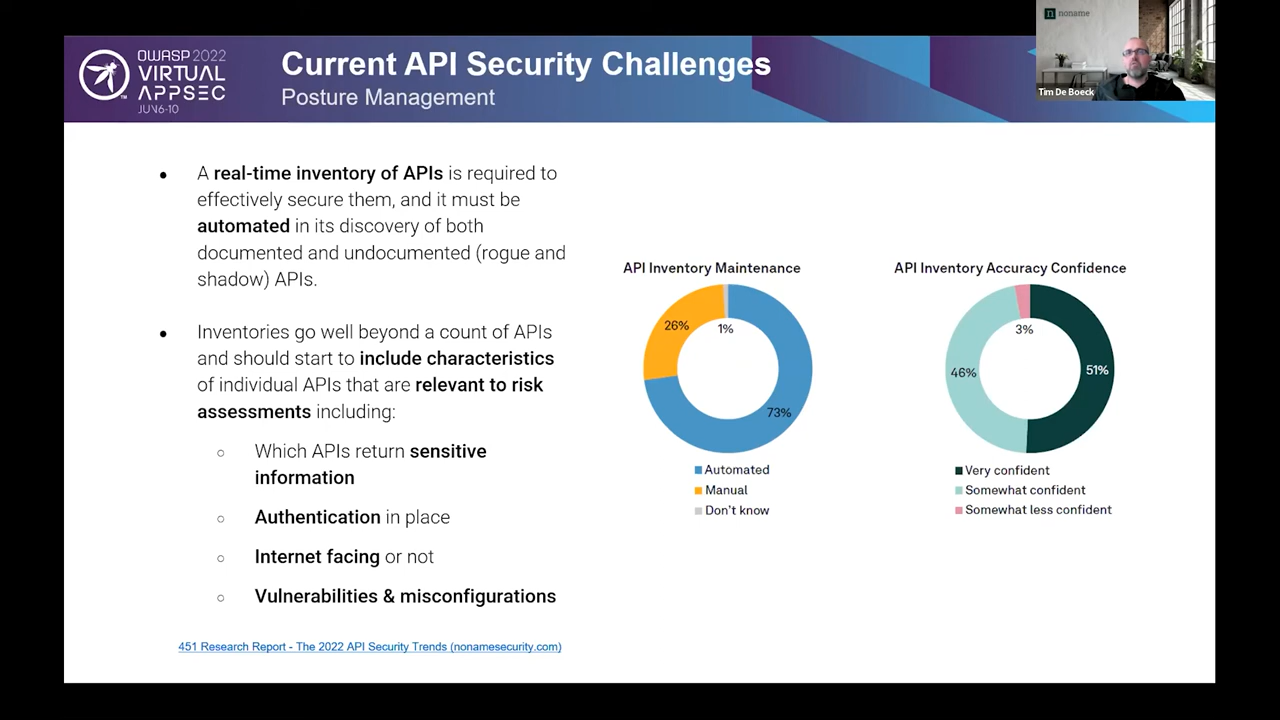 noname
OWASP 2022
VIRTUAL
APPSEC
JUN6-10
Current API Security Challenges
Posture Management
Tim De Boeck
● A real-time inventory of APIs is required to
effectively secure them, and it must be
automated in its discovery of both
documented and undocumented (rogue and
shadow) APIs.
● Inventories go well beyond a count of APIs
and should start to include characteristics
of individual APIs that are relevant to risk
assessments including:
○ Which APIs return sensitive
information
○ Authentication in place
○ Internet facing or not
○ Vulnerabilities & misconfigurations
451 Research Report - The 2022 API Security Trends (nonamesecurity.com)
API Inventory Maintenance
26%
1%
73%
Automated
Manual
Don't know
API Inventory Accuracy Confidence
3%
46%
51%
Very confident
Somewhat confident
Somewhat less confident